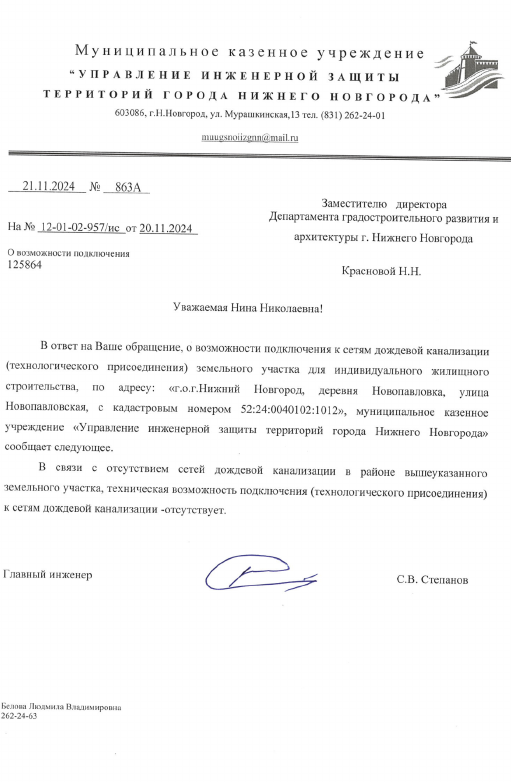 Муниципальное казенное учреждение
“УПРАВЛЕНИЕ ИНЖЕНЕРНОЙ ЗАЩИТЫ
ТЕРРИТОРИЙ ГОРОДА НИЖНЕГО НОВГОРОДА”
603086, г.Н.Новгород, ул. Мурашкинская,13 тел. (831) 262-24-01
muugsnoiizgnn@mail.ru
21.11.2024 № 863А
Заместителю директора
Департамента градостроительного развития и
На № 12-01-02-957/ис от 20.11.2024
архитектуры г. Нижнего Новгорода
О возможности подключения
125864
Красновой Н.Н.
Уважаемая Нина Николаевна!
В ответ на Ваше обращение, о возможности подключения к сетям дождевой канализации
(технологического присоединения) земельного участка для индивидуального жилищного
строительства, по адресу: «г.о.г.Нижний Новгород, деревня Новопавловка, улица
Новопавловская, с кадастровым номером 52:24:0040102:1012», муниципальное казенное
учреждение «Управление инженерной защиты территорий города Нижнего Новгорода»
сообщает следующее.
В связи с отсутствием сетей дождевой канализации в районе вышеуказанного
земельного участка, техническая возможность подключения (технологического присоединения)
к сетям дождевой канализации -отсутствует.
Главный инженер
С.В. Степанов
Белова Людмила Владимировна
262-24-63